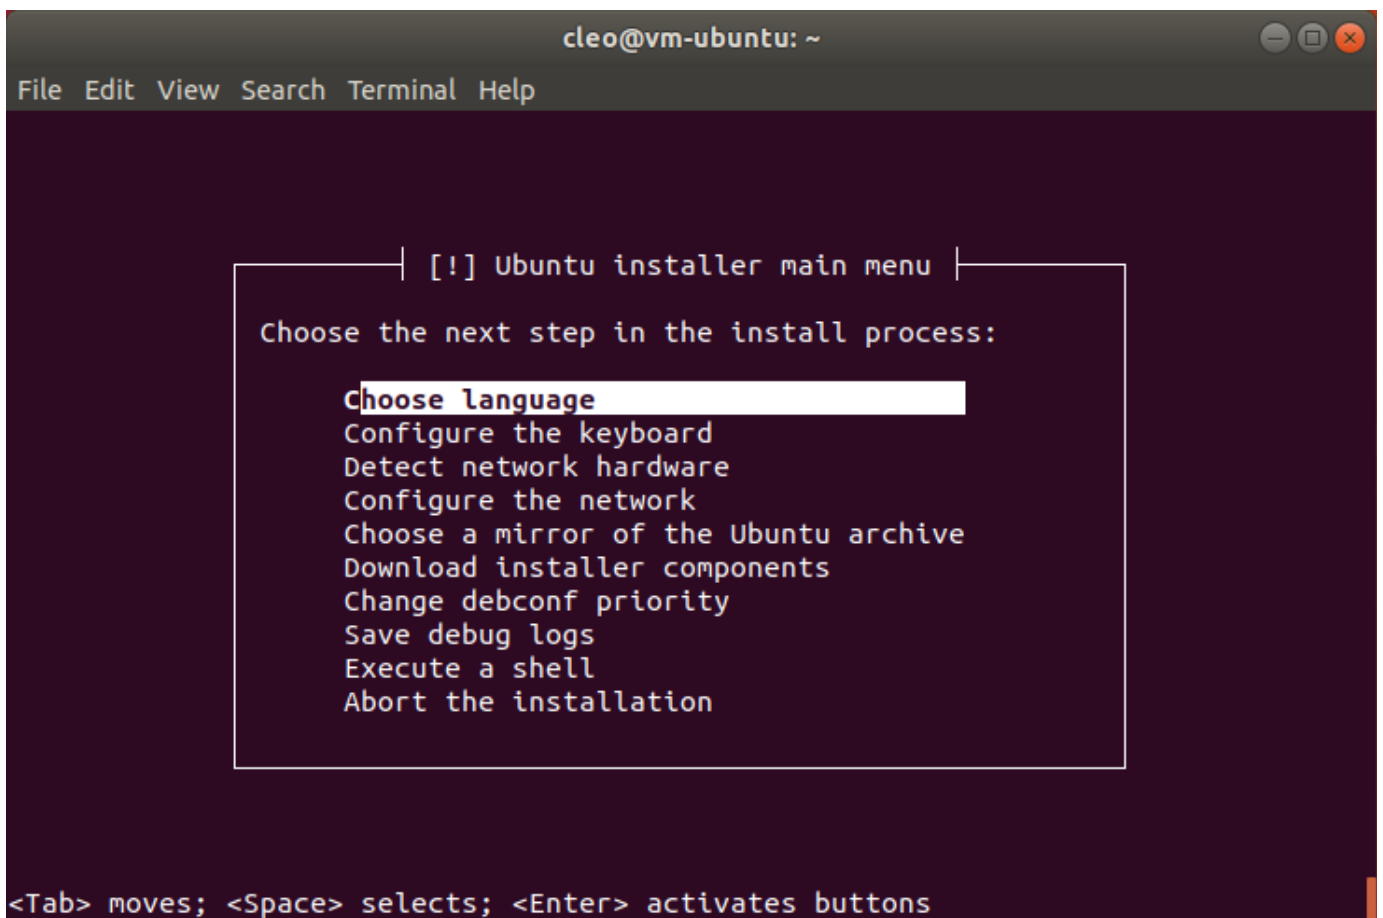 cleo@vm-ubuntu: ~
File Edit View Search Terminal Help
[!] Ubuntu installer main menu
Choose the next step in the install process:
Choose language
Configure the keyboard
Detect network hardware
Configure the network
Choose a mirror of the Ubuntu archive
Download installer components
Change debconf priority
Save debug logs
Execute a shell
Abort the installation
<Tab> moves; <Space> selects; <Enter> activates buttons